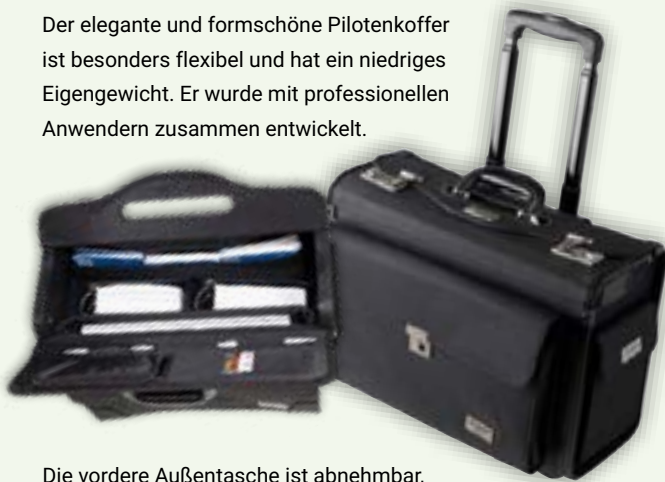 Der elegante und formschöne Pilotenkoffer
ist besonders flexibel und hat ein niedriges
Eigengewicht. Er wurde mit professionellen
Anwendern zusammen entwickelt.
Die vordere Außentasche ist abnehmbar.